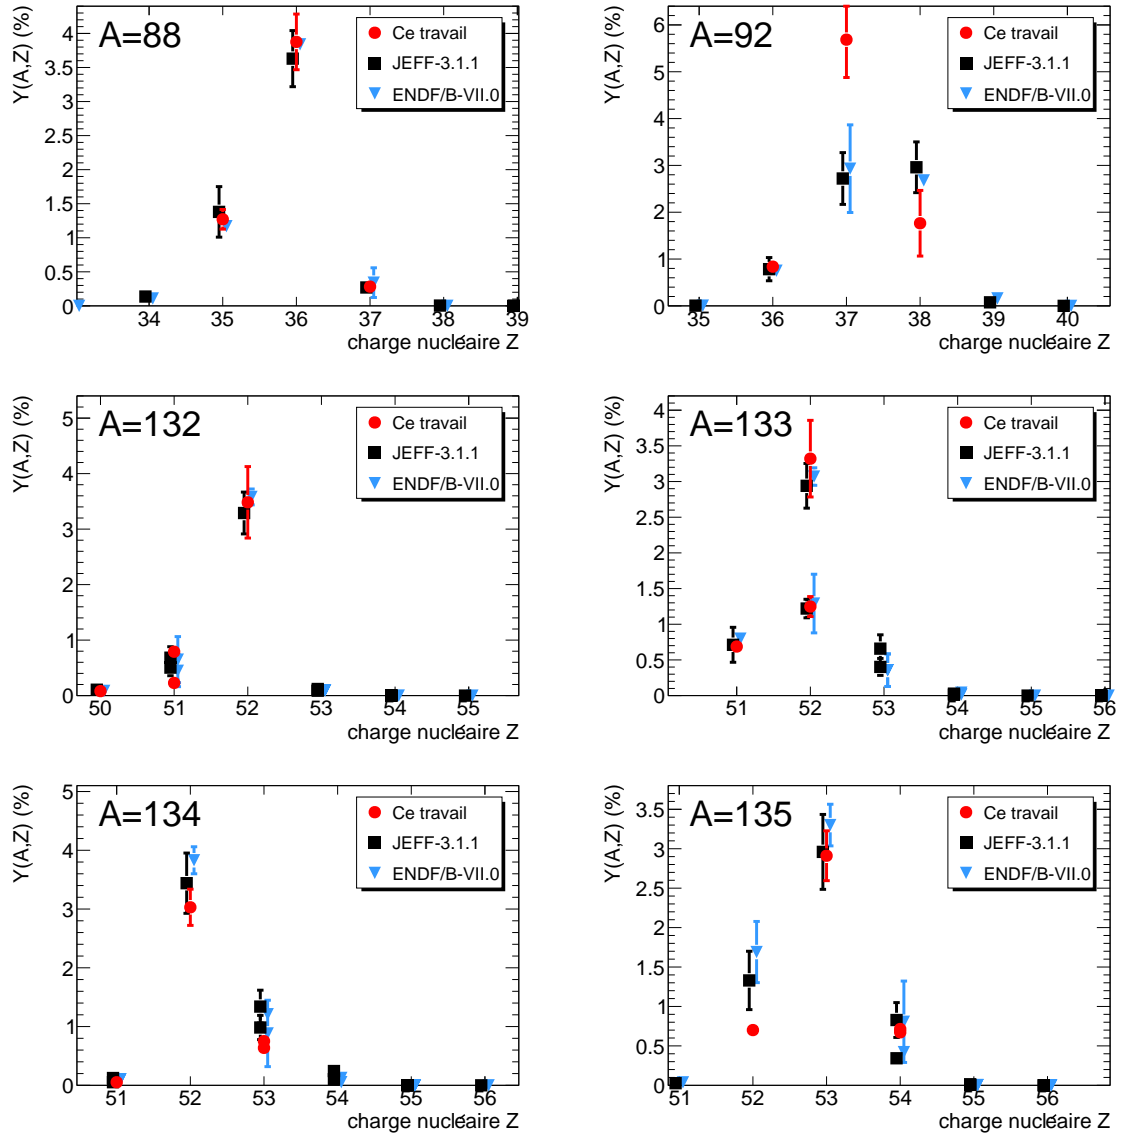 A=88
Y(A,Z) (%)
Ce travail
JEFF-3.1.1
ENDF/B-VII.0
4
3.5
3
2.5
2
1.5
1
0.5
0
34 35 36 37 38 39
charge nucléaire Z
A=92
Y(A,Z) (%)
Ce travail
JEFF-3.1.1
ENDF/B-VII.0
6
5
4
3
2
1
0
35 36 37 38 39 40
charge nucléaire Z
A=132
Y(A,Z) (%)
Ce travail
JEFF-3.1.1
ENDF/B-VII.0
5
4
3
2
1
0
50 51 52 53 54 55
charge nucléaire Z
A=133
Y(A,Z) (%)
Ce travail
JEFF-3.1.1
ENDF/B-VII.0
4
3.5
3
2.5
2
1.5
1
0.5
0
51 52 53 54 55 56
charge nucléaire Z
A=134
Y(A,Z) (%)
Ce travail
JEFF-3.1.1
ENDF/B-VII.0
5
4
3
2
1
0
51 52 53 54 55 56
charge nucléaire Z
A=135
Y(A,Z) (%)
Ce travail
JEFF-3.1.1
ENDF/B-VII.0
3.5
3
2.5
2
1.5
1
0.5
0
51 52 53 54 55 56
charge nucléaire Z